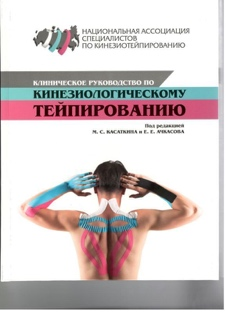 НАЦИОНАЛЬНАЯ АССОЦИАЦИЯ
СПЕЦИАЛИСТОВ
ПО КИНЕЗИОТЕЙПИРОВАНИЮ
КЛИНИЧЕСКОЕ РУКОВОДСТВО ПО
КИНЕЗИОЛОГИЧЕСКОМУ
ТЕЙПИРОВАНИЮ
Под редакцией
М. С. КАСАТКИНА и Е. Е. АЧКАСОВА